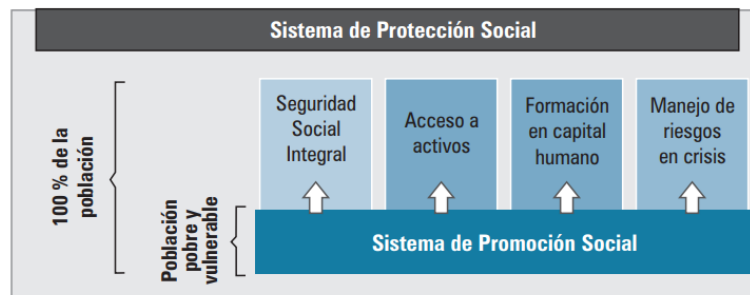 Sistema de Protección Social
100 % de la
población
Población
pobre y
vulnerable
Seguridad
Social
Integral
Acceso a
activos
Formación
en capital
humano
Manejo de
riesgos
en crisis
Sistema de Promoción Social